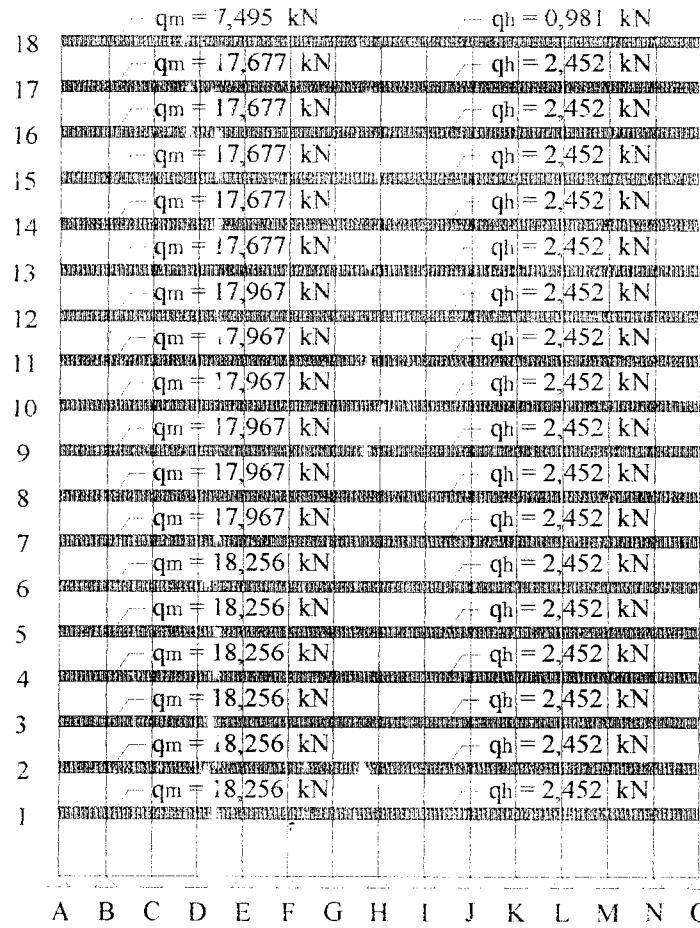 qm = 7,495 kN qh = 0,981 kN
18
qm = 17,677 kN qh = 2,452 kN
17
qm = 17,677 kN qh = 2,452 kN
16
qm = 17,677 kN qh = 2,452 kN
15
qm = 17,677 kN qh = 2,452 kN
14
qm = 17,677 kN qh = 2,452 kN
13
qm = 17,967 kN qh = 2,452 kN
12
qm = 17,967 kN qh = 2,452 kN
11
qm = 17,967 kN qh = 2,452 kN
10
qm = 17,967 kN qh = 2,452 kN
9
qm = 17,967 kN qh = 2,452 kN
8
qm = 17,967 kN qh = 2,452 kN
7
qm = 18,256 kN qh = 2,452 kN
6
qm = 18,256 kN qh = 2,452 kN
5
qm = 18,256 kN qh = 2,452 kN
4
qm = 18,256 kN qh = 2,452 kN
3
qm = 18,256 kN qh = 2,452 kN
2
qm = 18,256 kN qh = 2,452 kN
1
A B C D E F G H I J K L M N